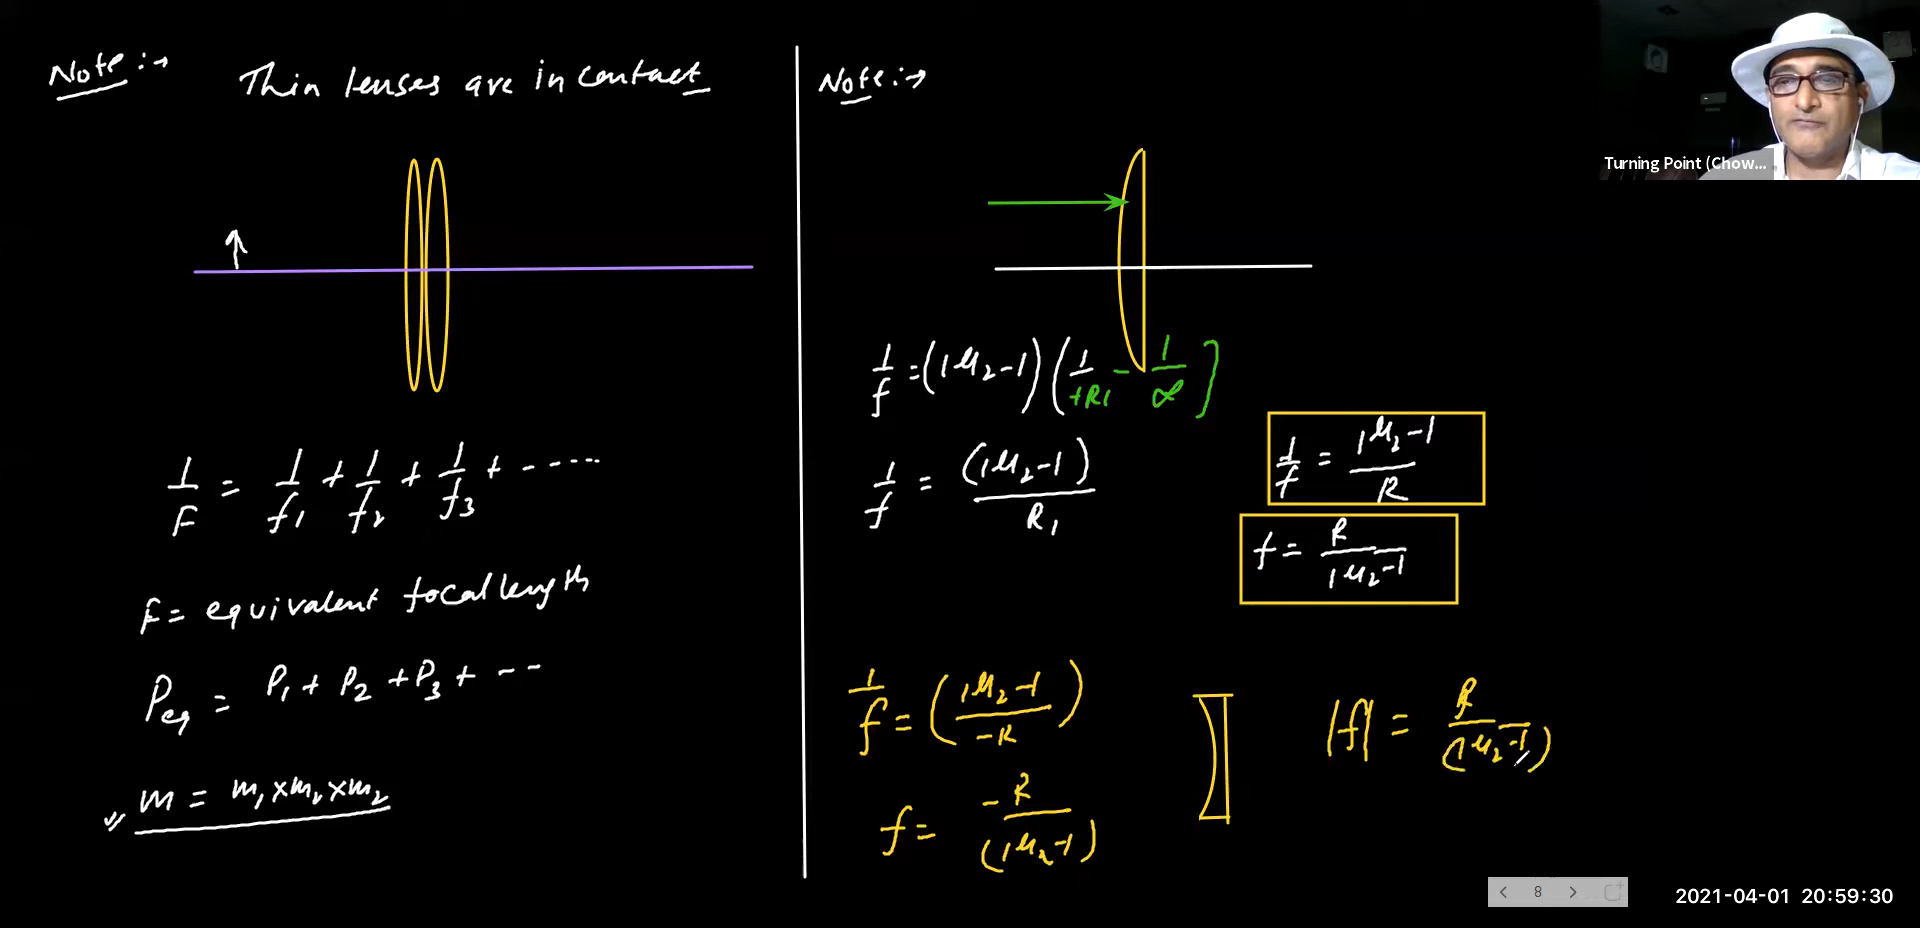 Note :→
Thin lenses are in contact
1/F = 1/f₁ + 1/f₂ + 1/f₃ + -----
F = equivalent focal length
Peq = P₁ + P₂ + P₃ + ---
m = m₁ × m₂ × m₂
Note :→
1/f = (₁μ₂ - 1) (1/+R₁ - 1/∞)
1/f = (₁μ₂ - 1)/R₁
1/f = ₁μ₂ - 1/R
f = R/₁μ₂ - 1
1/f = (₁μ₂ - 1/-R)
f = -R/(₁μ₂ - 1)
|f| = R/(₁μ₂ - 1)
Turning Point (Chow...
8
2021-04-01 20:59:30